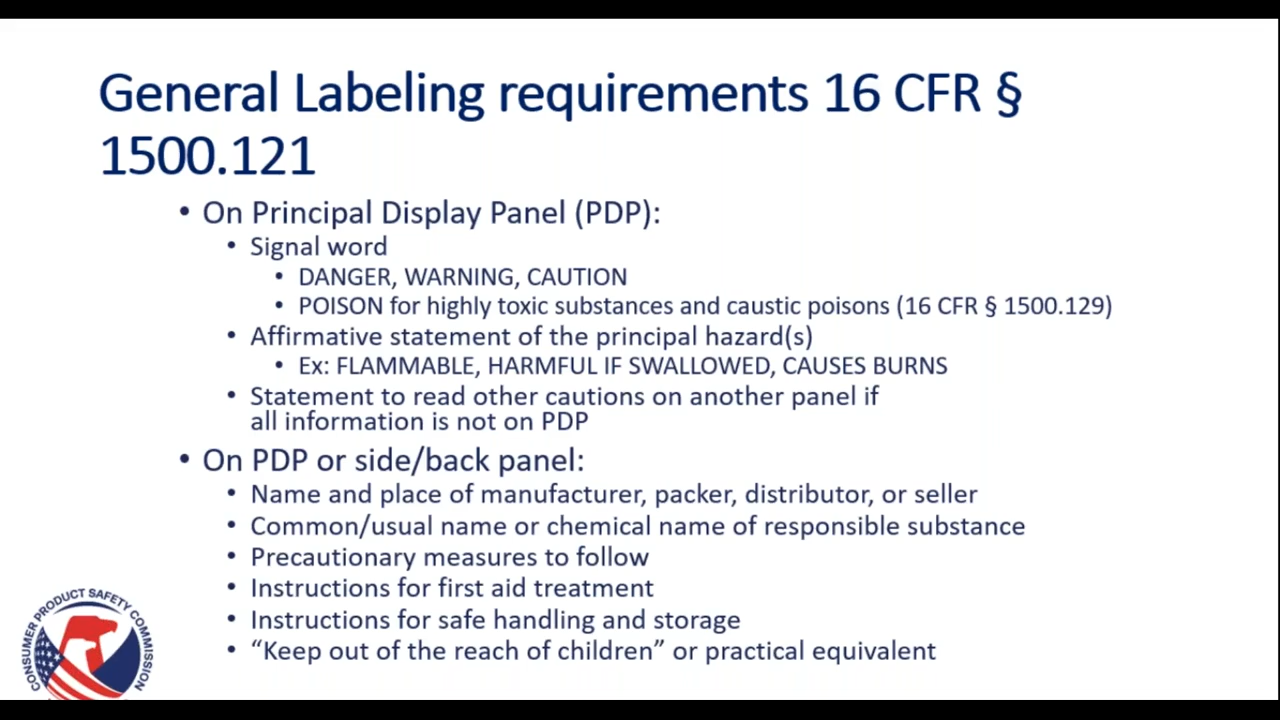 General Labeling requirements 16 CFR §
1500.121
• On Principal Display Panel (PDP):
• Signal word
• DANGER, WARNING, CAUTION
• POISON for highly toxic substances and caustic poisons (16 CFR § 1500.129)
• Affirmative statement of the principal hazard(s)
• Ex: FLAMMABLE, HARMFUL IF SWALLOWED, CAUSES BURNS
• Statement to read other cautions on another panel if
all information is not on PDP
• On PDP or side/back panel:
• Name and place of manufacturer, packer, distributor, or seller
• Common/usual name or chemical name of responsible substance
• Precautionary measures to follow
• Instructions for first aid treatment
• Instructions for safe handling and storage
• “Keep out of the reach of children” or practical equivalent
CONSUMER PRODUCT SAFETY COMMISSION